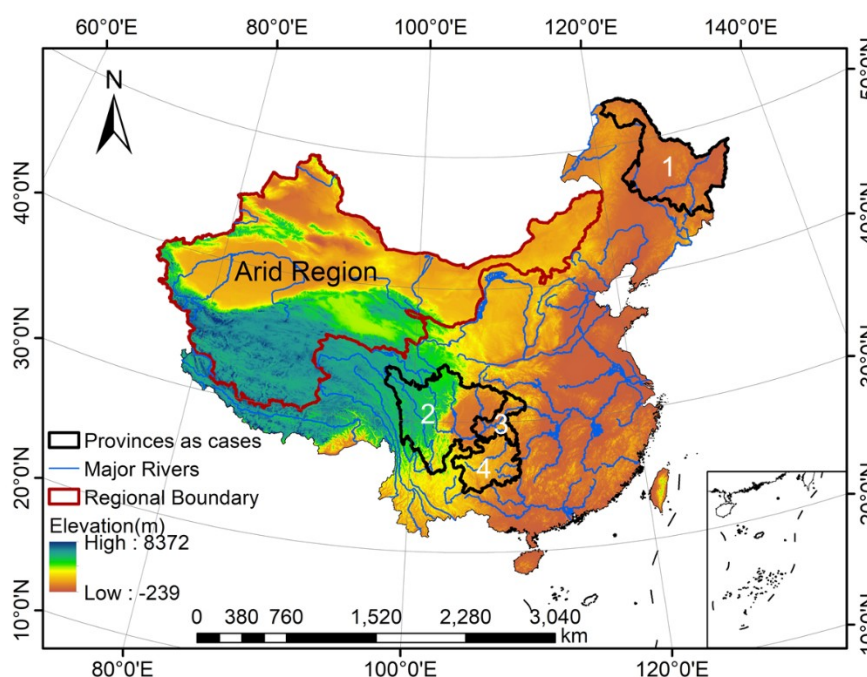 60°0'E 80°0'E 100°0'E 120°0'E 140°0'E
N
50°0'N
40°0'N
40°0'N
30°0'N
30°0'N
20°0'N
20°0'N
10°0'N
10°0'N
1
Arid Region
2
3
4
Provinces as cases
Major Rivers
Regional Boundary
Elevation(m)
High : 8372
Low : -239
0 380 760 1,520 2,280 3,040
km
80°0'E 100°0'E 120°0'E